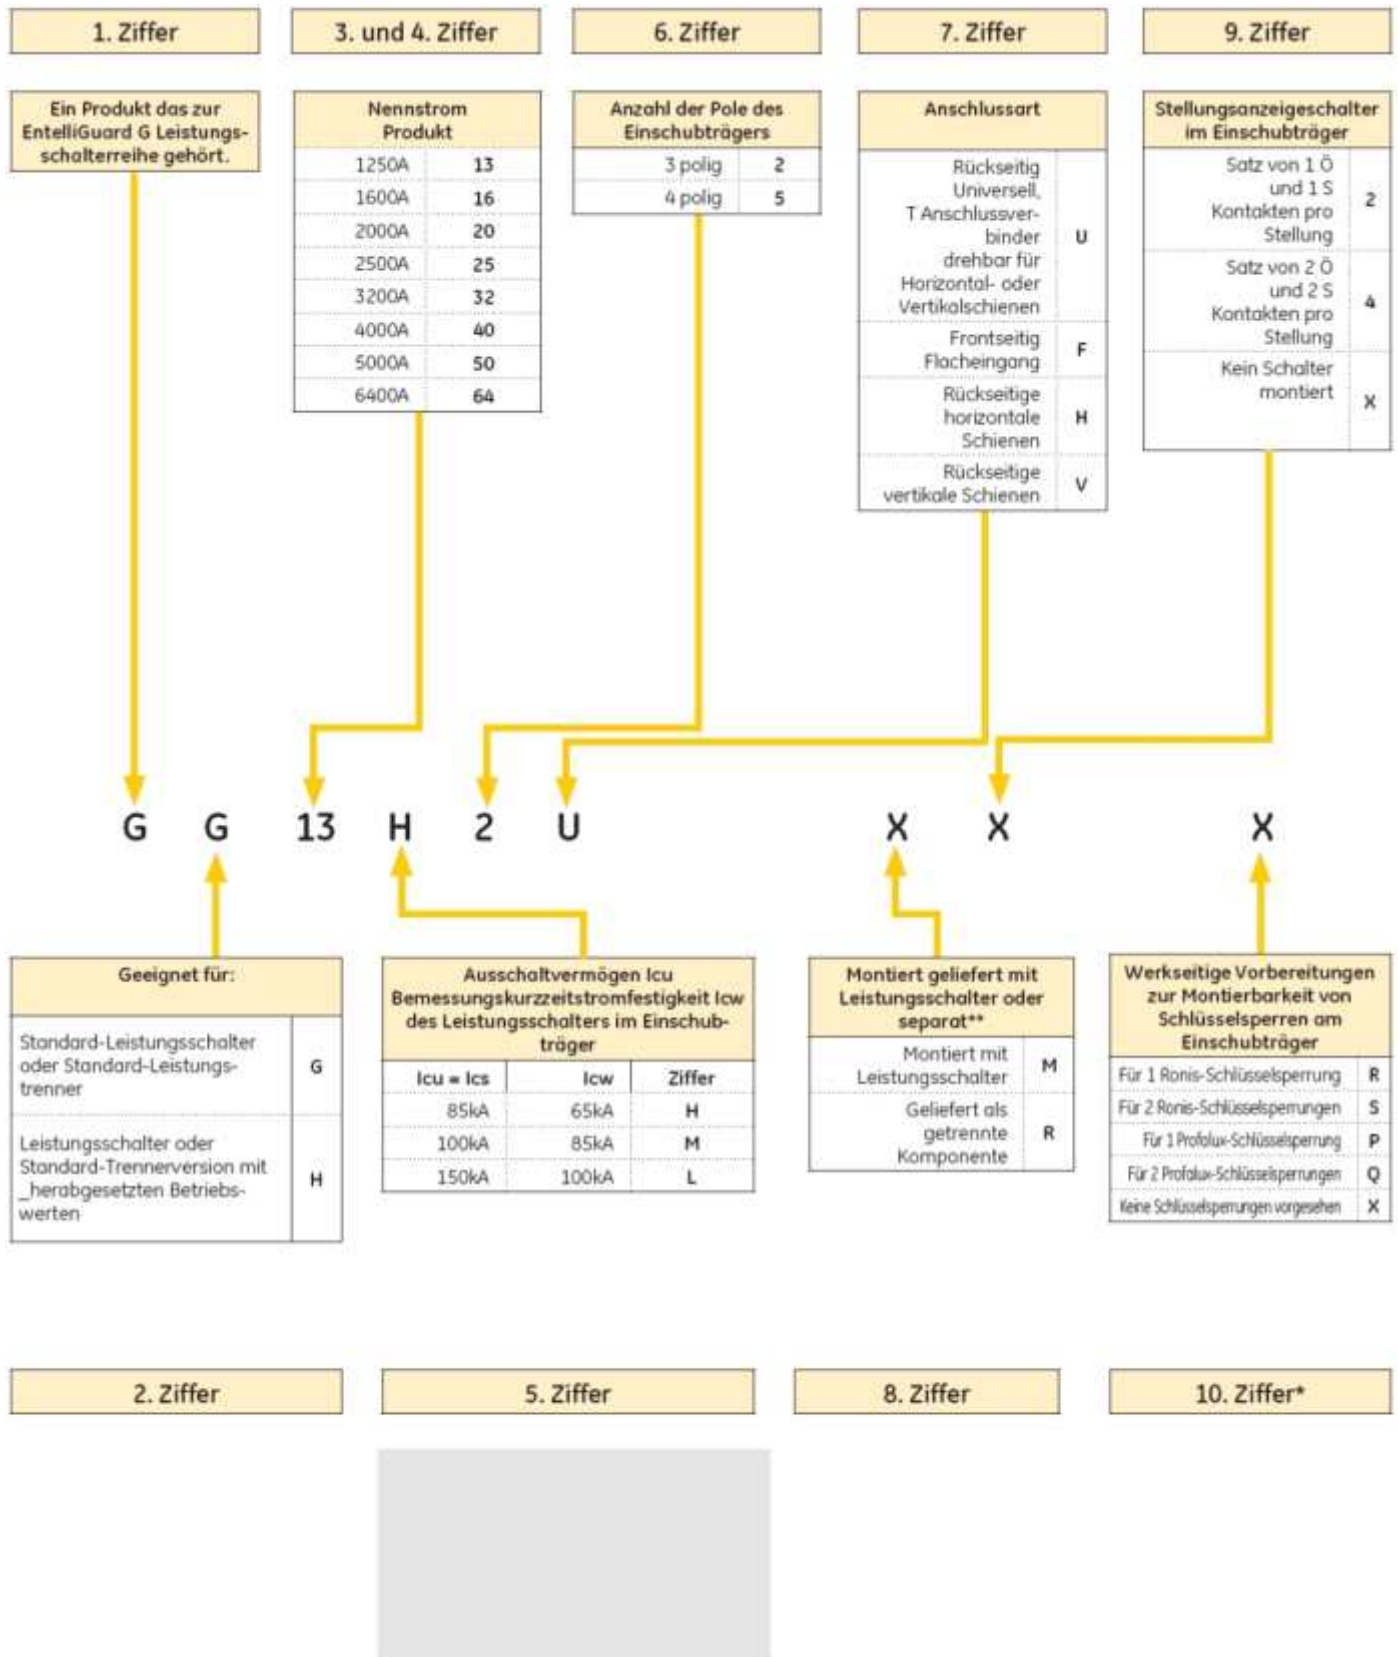 1. Ziffer
3. und 4. Ziffer
6. Ziffer
7. Ziffer
9. Ziffer
Ein Produkt das zur
EntelliGuard G Leistungs-
schalterreihe gehört.
Nennstrom
Produkt
1250A 13
1600A 16
2000A 20
2500A 25
3200A 32
4000A 40
5000A 50
6400A 64
Anzahl der Pole des
Einschubträgers
3 polig 2
4 polig 5
Anschlussart
Rückseitig
Universell,
T Anschlussver-
binder
drehbar für
Horizontal- oder
Vertikalschienen
U
Frontseitig
Flacheingang
F
Rückseitige
horizontale
Schienen
H
Rückseitige
vertikale Schienen
V
Stellungsanzeigeschalter
im Einschubträger
Satz von 1 Ö
und 1 S
Kontakten pro
Stellung
2
Satz von 2 Ö
und 2 S
Kontakten pro
Stellung
4
Kein Schalter
montiert
X
G G 13 H 2 U X X X
Geeignet für:
Standard-Leistungsschalter
oder Standard-Leistungs-
trenner
G
Leistungsschalter oder
Standard-Trennerversion mit
_herabgesetzten Betriebs-
werten
H
Ausschaltvermögen Icu
Bemessungskurzzeitstromfestigkeit Icw
des Leistungsschalters im Einschub-
träger
Icu = Ics Icw Ziffer
85kA 65kA H
100kA 85kA M
150kA 100kA L
Montiert geliefert mit
Leistungsschalter oder
separat**
Montiert mit
Leistungsschalter
M
Geliefert als
getrennte
Komponente
R
Werkseitige Vorbereitungen
zur Montierbarkeit von
Schlüsselsperren am
Einschubträger
Für 1 Ronis-Schlüsselsperrung R
Für 2 Ronis-Schlüsselsperrungen S
Für 1 Profalux-Schlüsselsperrung P
Für 2 Profalux-Schlüsselsperrungen Q
Keine Schlüsselsperrungen vorgesehen X
2. Ziffer
5. Ziffer
8. Ziffer
10. Ziffer*